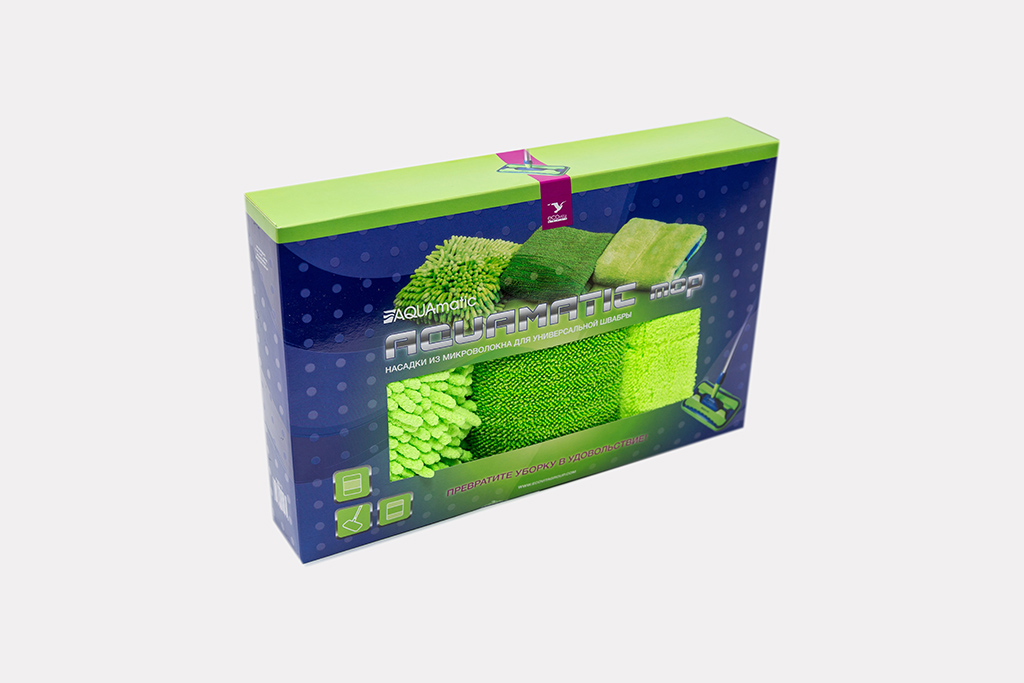 AQUAmatic
AQUAMATIC mop
НАСАДКИ ИЗ МИКРОВОЛОКНА ДЛЯ УНИВЕРСАЛЬНОЙ ШВАБРЫ
ПРЕВРАТИТЕ УБОРКУ В УДОВОЛЬСТВИЕ!